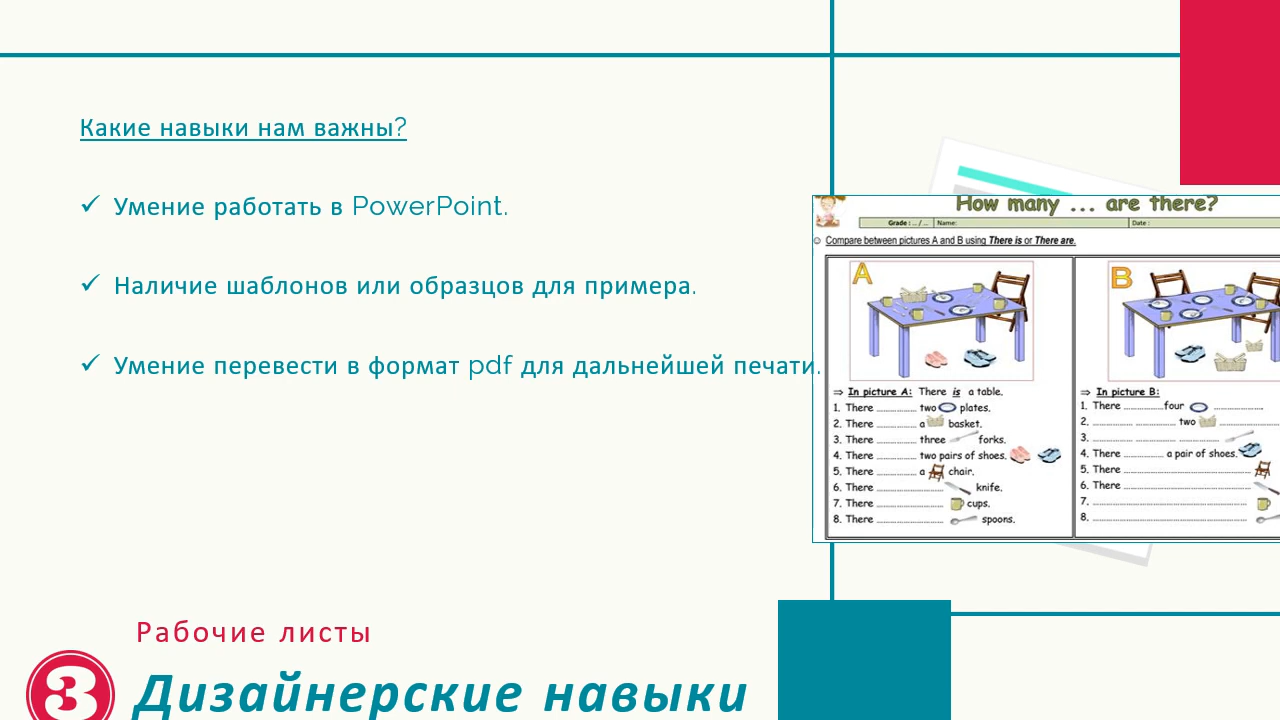 Какие навыки нам важны?
✓ Умение работать в PowerPoint.
✓ Наличие шаблонов или образцов для примера.
✓ Умение перевести в формат pdf для дальнейшей печати.
How many ... are there?
Grade : .. / ... Name: Date :
☺ Compare between pictures A and B using There is or There are.
A
⇒ In picture A: There is a table.
1. There ................ two plates.
2. There ................ a basket.
3. There ................ three forks.
4. There ................ two pairs of shoes.
5. There ................ a chair.
6. There ........................... knife.
7. There ........................... cups.
8. There ........................... spoons.
B
⇒ In picture B:
1. There ................four ....................
2. ................ ................ two ........................
3. ................ ................ ................
4. There ............... a pair of shoes.
5. There ....................................................
6. There ....................................................
7. ..............................................................
8. ..............................................................
Рабочие листы
3 Дизайнерские навыки